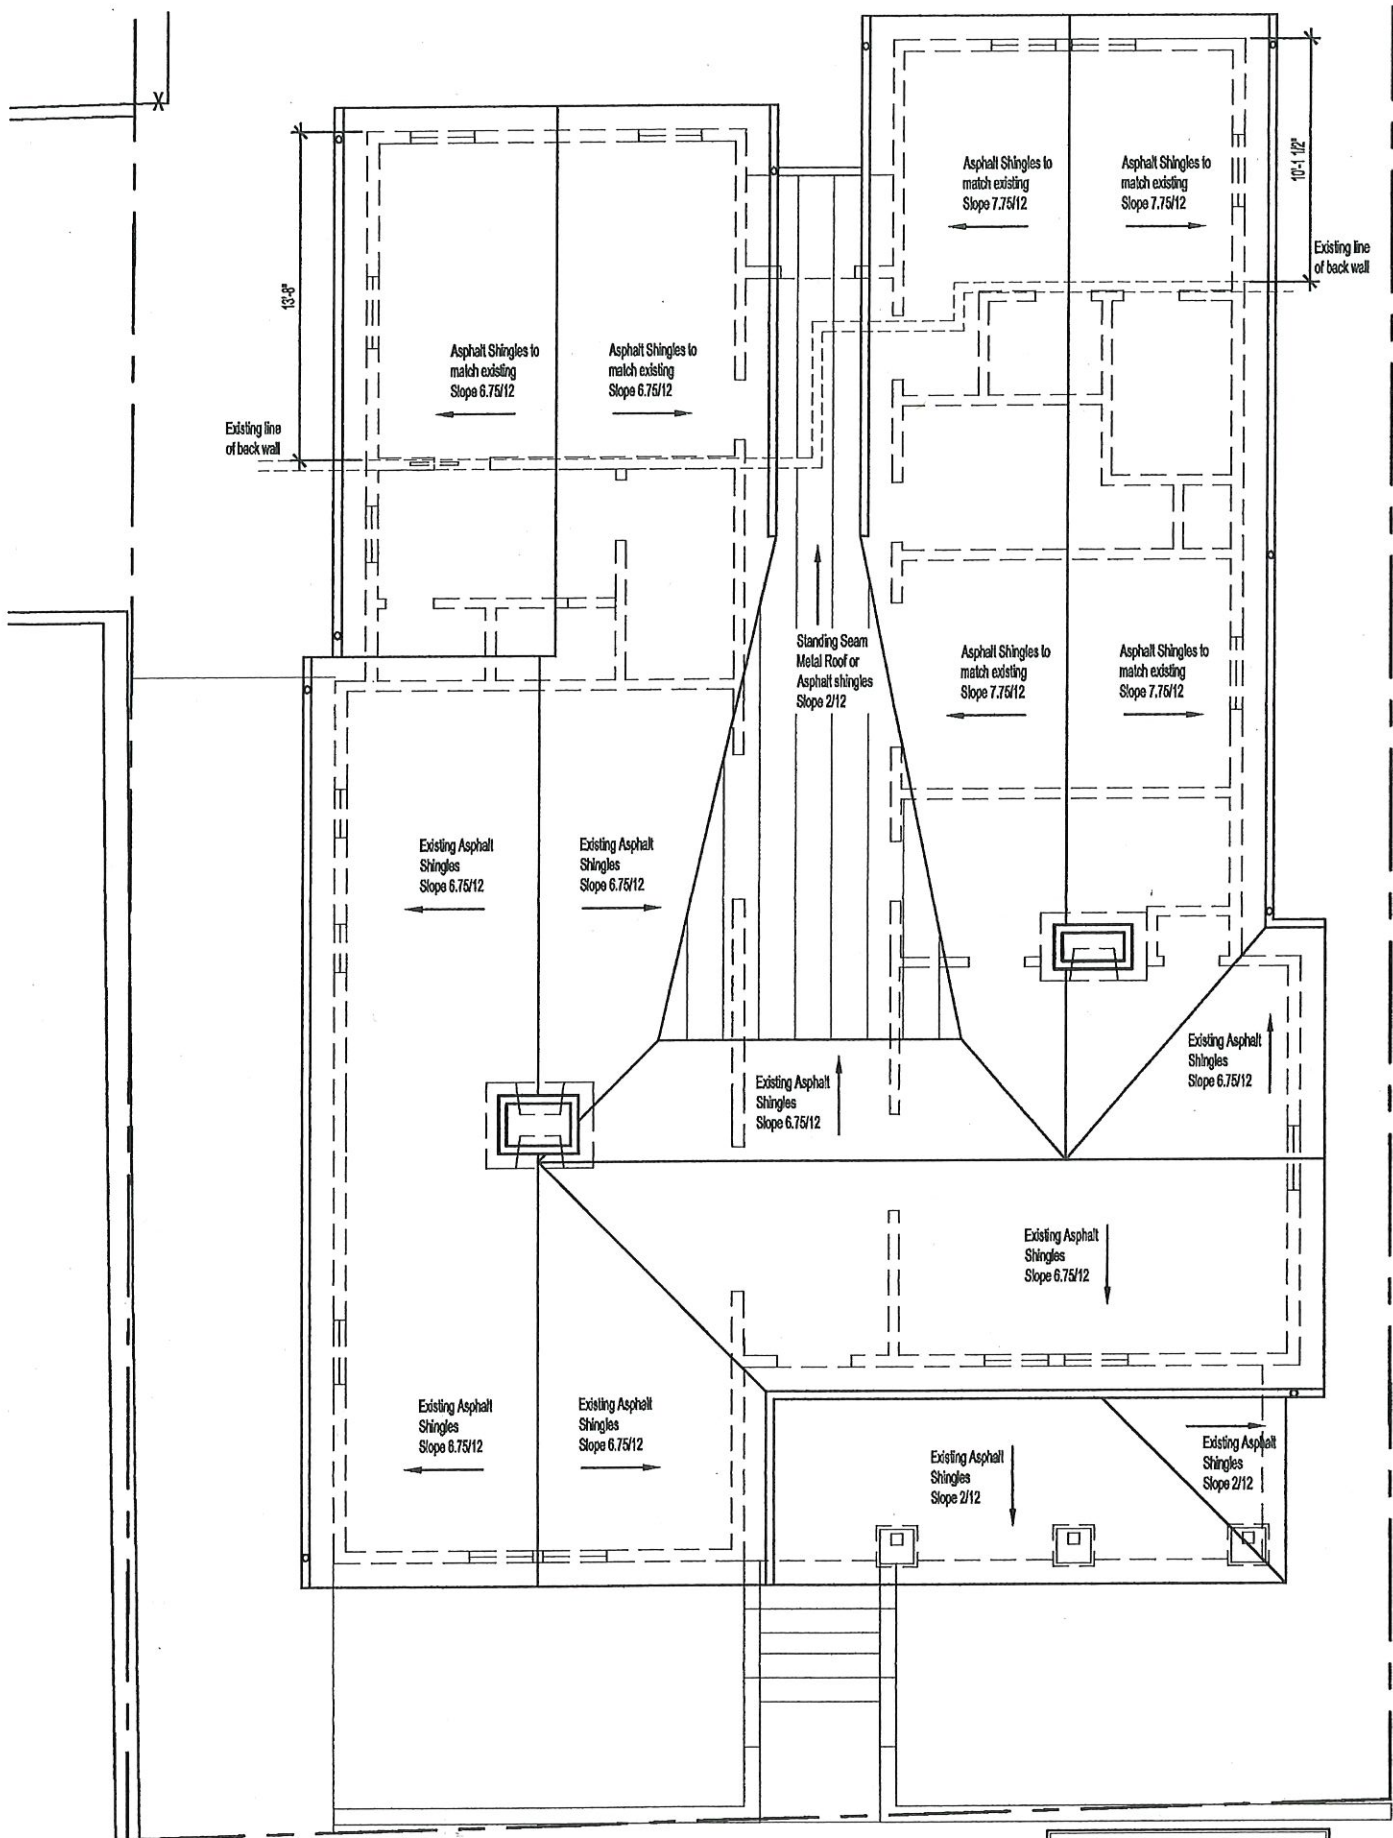 X
Asphalt Shingles to
match existing
Slope 7.75/12
Asphalt Shingles to
match existing
Slope 7.75/12
10'-1 1/2"
Existing line
of back wall
13'-8"
Asphalt Shingles to
match existing
Slope 6.75/12
Asphalt Shingles to
match existing
Slope 6.75/12
Existing line
of back wall
Standing Seam
Metal Roof or
Asphalt shingles
Slope 2/12
Asphalt Shingles to
match existing
Slope 7.75/12
Asphalt Shingles to
match existing
Slope 7.75/12
Existing Asphalt
Shingles
Slope 6.75/12
Existing Asphalt
Shingles
Slope 6.75/12
Existing Asphalt
Shingles
Slope 6.75/12
Existing Asphalt
Shingles
Slope 6.75/12
Existing Asphalt
Shingles
Slope 6.75/12
Existing Asphalt
Shingles
Slope 6.75/12
Existing Asphalt
Shingles
Slope 6.75/12
Existing Asphalt
Shingles
Slope 2/12
Existing Asphalt
Shingles
Slope 2/12